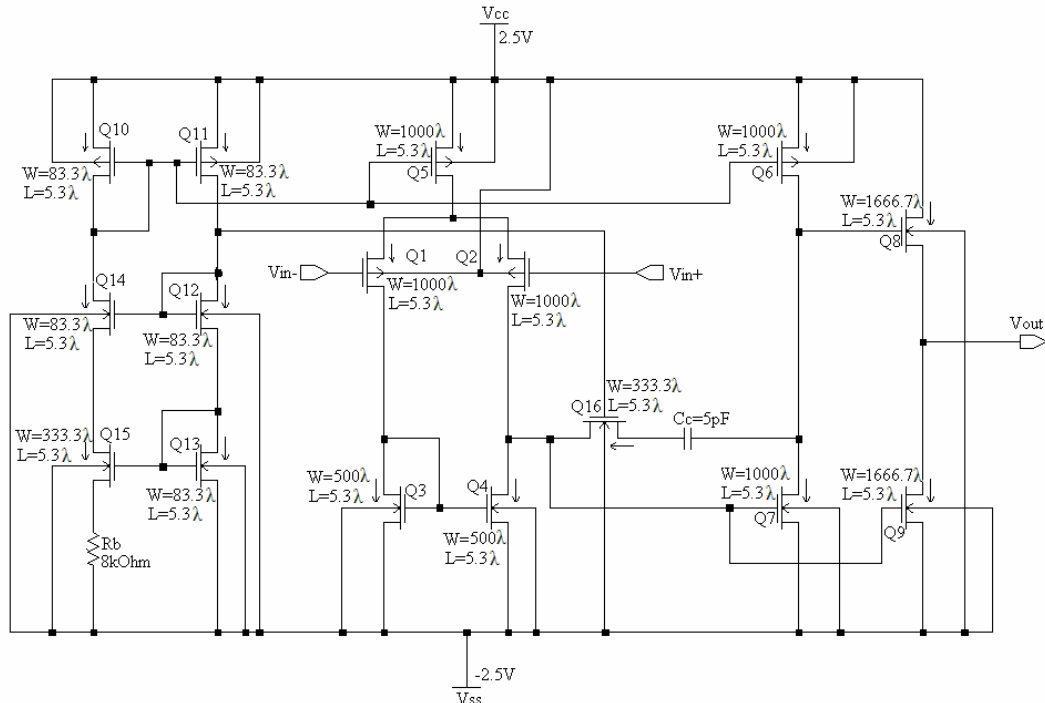 Vcc
2.5V
Q10
W=83.3λ
L=5.3λ
Q11
W=83.3λ
L=5.3λ
W=1000λ
L=5.3λ
Q5
W=1000λ
L=5.3λ
Q6
W=1666.7λ
L=5.3λ
Q8
Vin-
Q1
W=1000λ
L=5.3λ
Q2
W=1000λ
L=5.3λ
Vin+
Q14
W=83.3λ
L=5.3λ
Q12
W=83.3λ
L=5.3λ
Vout
W=333.3λ
L=5.3λ
Q16
Cc=5pF
W=333.3λ
L=5.3λ
Q15
Q13
W=83.3λ
L=5.3λ
W=500λ
L=5.3λ
Q3
Q4
W=500λ
L=5.3λ
W=1000λ
L=5.3λ
Q7
W=1666.7λ
L=5.3λ
Q9
Rb
8kOhm
-2.5V
Vss